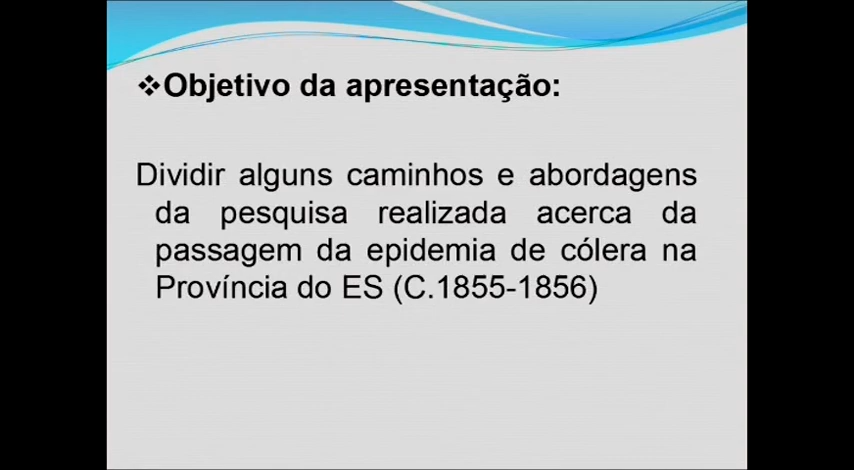 ❖Objetivo da apresentação:
Dividir alguns caminhos e abordagens
da pesquisa realizada acerca da
passagem da epidemia de cólera na
Província do ES (C.1855-1856)